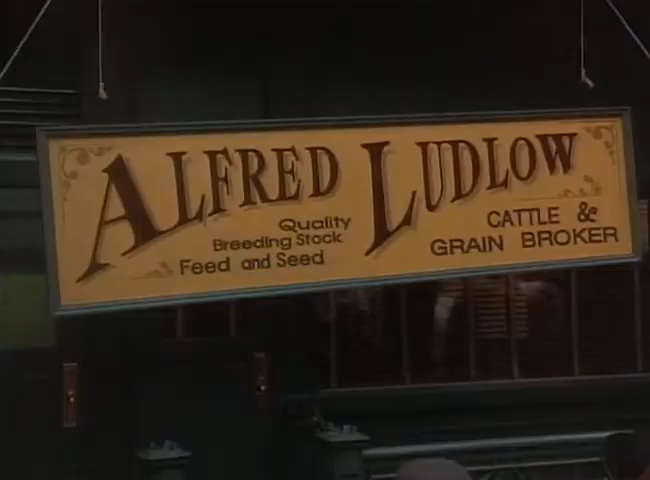 ALFRED LUDLOW
Quality
Breeding Stock
Feed and Seed
CATTLE &
GRAIN BROKER